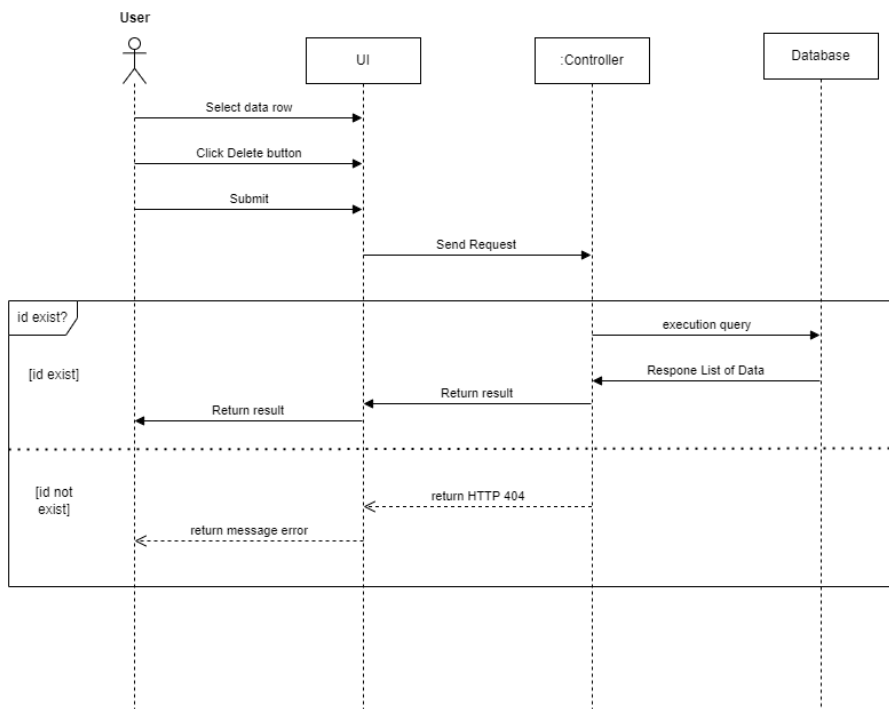 User
UI
:Controller
Database
Select data row
Click Delete button
Submit
Send Request
id exist?
execution query
[id exist]
Respone List of Data
Return result
Return result
[id not
exist]
return HTTP 404
return message error